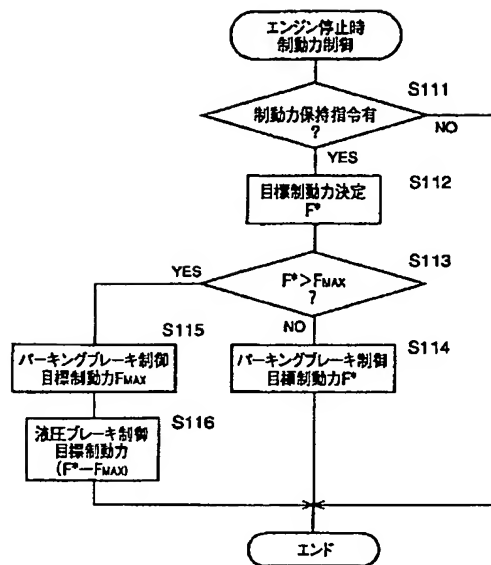 エンジン停止時
制動力制御
S111
制動力保持指令有
?
NO
YES
S112
目標制動力決定
F*
S113
YES
F*>FMAX
?
NO
S115
パーキングブレーキ制御
目標制動力FMAX
S114
パーキングブレーキ制御
目標制動力F*
S116
液圧ブレーキ制御
目標制動力
(F*-FMAX)
エンド